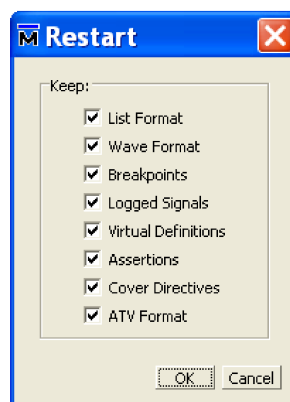 M Restart
Keep:
List Format
Wave Format
Breakpoints
Logged Signals
Virtual Definitions
Assertions
Cover Directives
ATV Format
OK Cancel